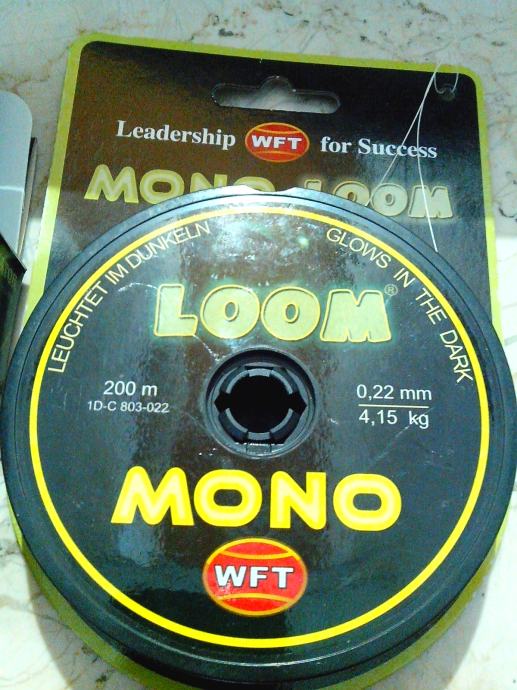 Leadership WFT for Success
MONO LOOM
LEUCHTET IM DUNKELN
GLOWS IN THE DARK
LOOM®
200 m
1D-C 803-022
0,22 mm
4,15 kg
MONO
WFT